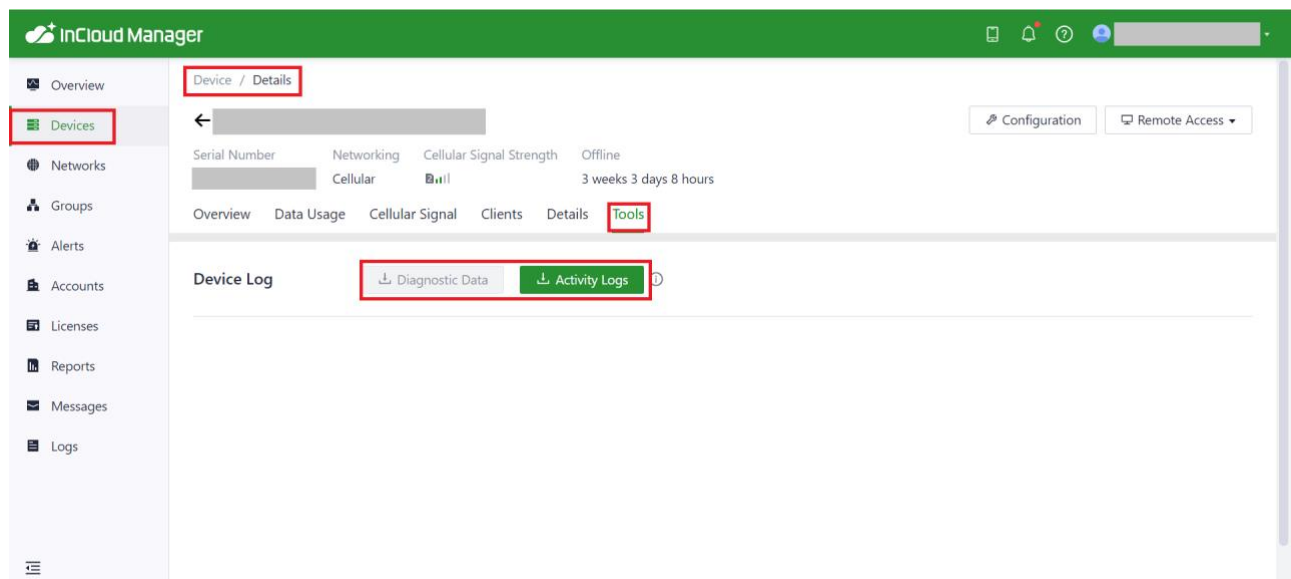 InCloud Manager
Overview
Devices
Networks
Groups
Alerts
Accounts
Licenses
Reports
Messages
Logs
Device / Details
Configuration
Remote Access
Serial Number Networking Cellular Signal Strength Offline
Cellular 3 weeks 3 days 8 hours
Overview Data Usage Cellular Signal Clients Details Tools
Device Log Diagnostic Data Activity Logs